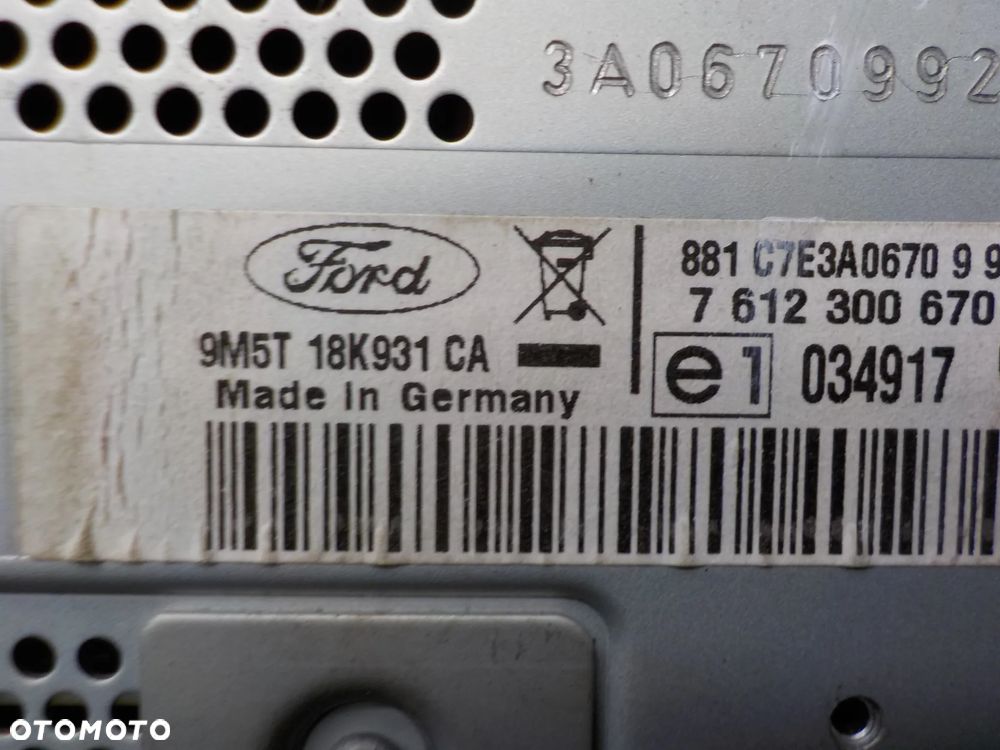 3A0670992
Ford
881 C7E3A0670 9 9
7 612 300 670
9M5T 18K931 CA
e1 034917
Made in Germany
OTOMOTO